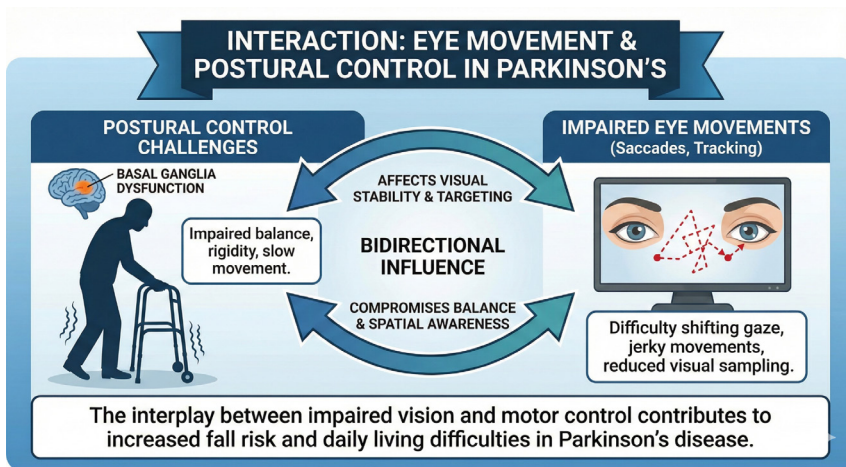 INTERACTION: EYE MOVEMENT &
POSTURAL CONTROL IN PARKINSON'S
POSTURAL CONTROL
CHALLENGES
BASAL GANGLIA
DYSFUNCTION
Impaired balance,
rigidity, slow
movement.
AFFECTS VISUAL
STABILITY & TARGETING
BIDIRECTIONAL
INFLUENCE
COMPROMISES BALANCE
& SPATIAL AWARENESS
IMPAIRED EYE MOVEMENTS
(Saccades, Tracking)
Difficulty shifting gaze,
jerky movements,
reduced visual sampling.
The interplay between impaired vision and motor control contributes to
increased fall risk and daily living difficulties in Parkinson's disease.